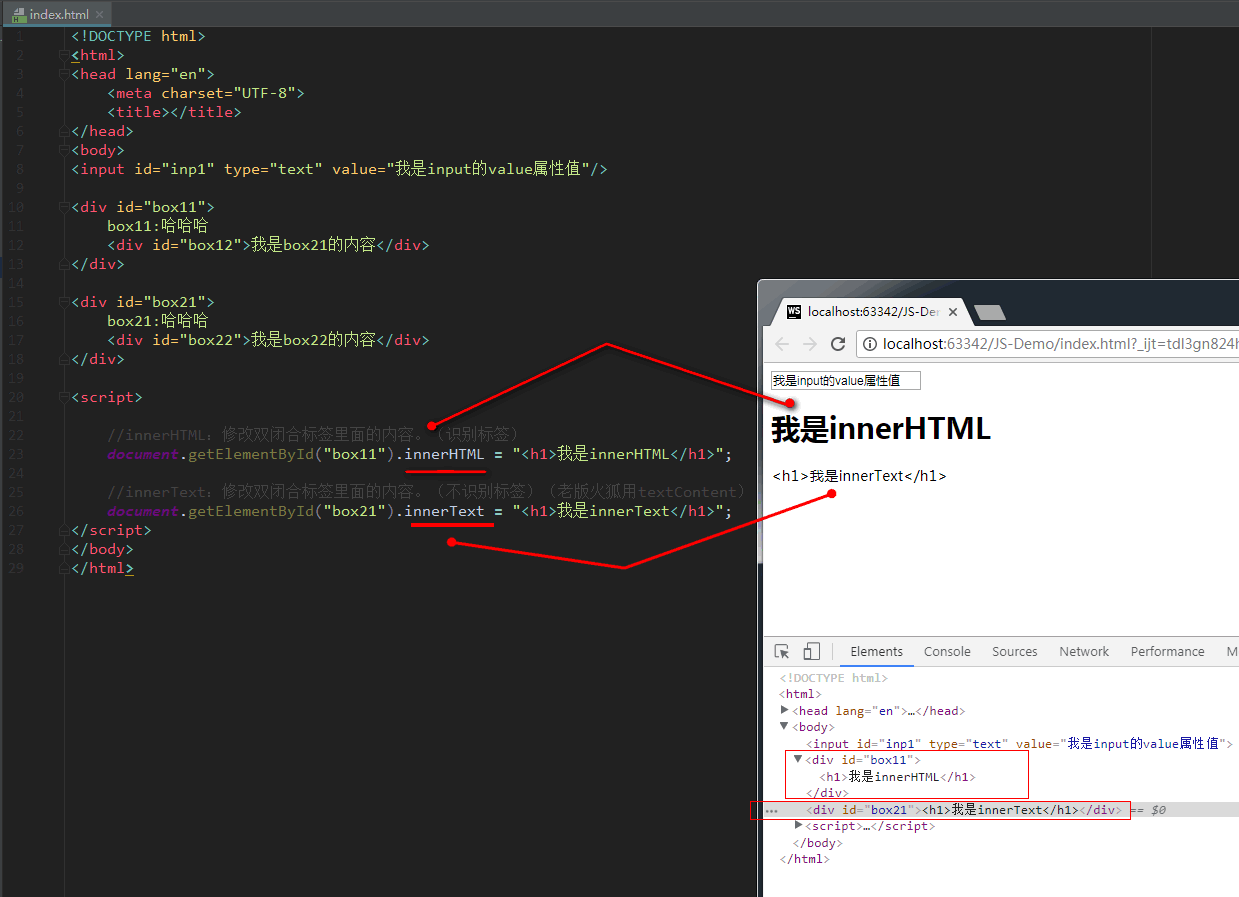 index.html
1 <!DOCTYPE html>
2 <html>
3 <head lang="en">
4 <meta charset="UTF-8">
5 <title></title>
6 </head>
7 <body>
8 <input id="inp1" type="text" value="我是input的value属性值"/>
9
10 <div id="box11">
11 box11:哈哈哈
12 <div id="box12">我是box21的内容</div>
13 </div>
14
15 <div id="box21">
16 box21:哈哈哈
17 <div id="box22">我是box22的内容</div>
18 </div>
19
20 <script>
21
22 //innerHTML：修改双闭合标签里面的内容。（识别标签）
23 document.getElementById("box11").innerHTML = "<h1>我是innerHTML</h1>";
24
25 //innerText：修改双闭合标签里面的内容。（不识别标签）（老版火狐用textContent）
26 document.getElementById("box21").innerText = "<h1>我是innerText</h1>";
27 </script>
28 </body>
29 </html>
WS localhost:63342/JS-De
localhost:63342/JS-Demo/index.html?_ijt=tdl3gn824h
我是input的value属性值
我是innerHTML
<h1>我是innerText</h1>
Elements Console Sources Network Performance M
<!DOCTYPE html>
<html>
<head lang="en">…</head>
<body>
<input id="inp1" type="text" value="我是input的value属性值">
<div id="box11">
<h1>我是innerHTML</h1>
</div>
… <div id="box21"><h1>我是innerText</h1></div> == $0
<script>…</script>
</body>
</html>